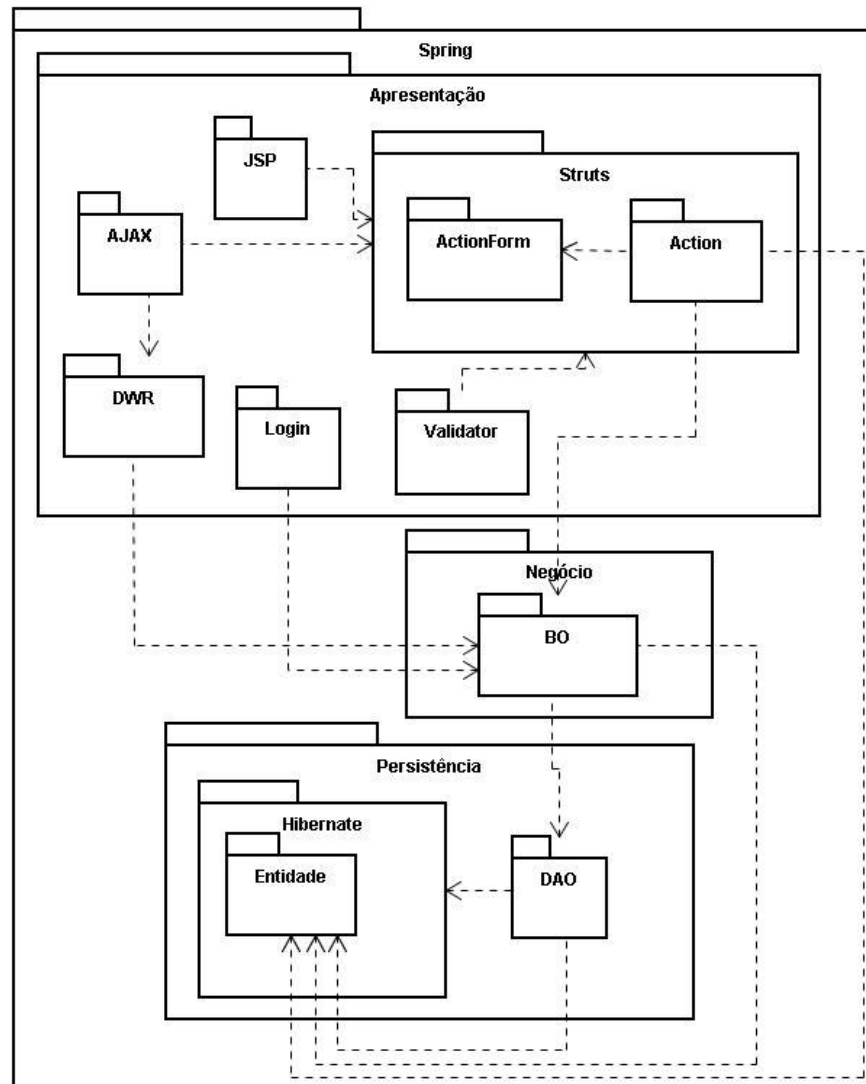 Spring
Apresentação
JSP
Struts
AJAX
ActionForm
Action
DWR
Login
Validator
Negócio
BO
Persistência
Hibernate
Entidade
DAO